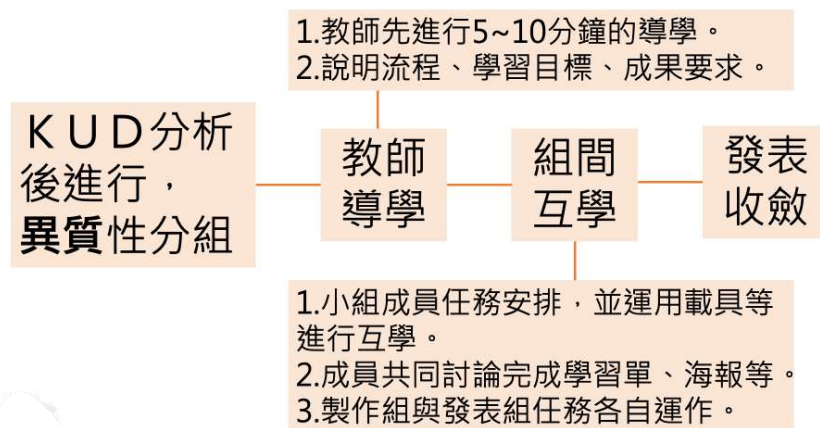 1.教師先進行5~10分鐘的導學。
2.說明流程、學習目標、成果要求。
ＫＵＤ分析
後進行，
異質性分組
教師
導學
組間
互學
發表
收斂
1.小組成員任務安排，並運用載具等
進行互學。
2.成員共同討論完成學習單、海報等。
3.製作組與發表組任務各自運作。